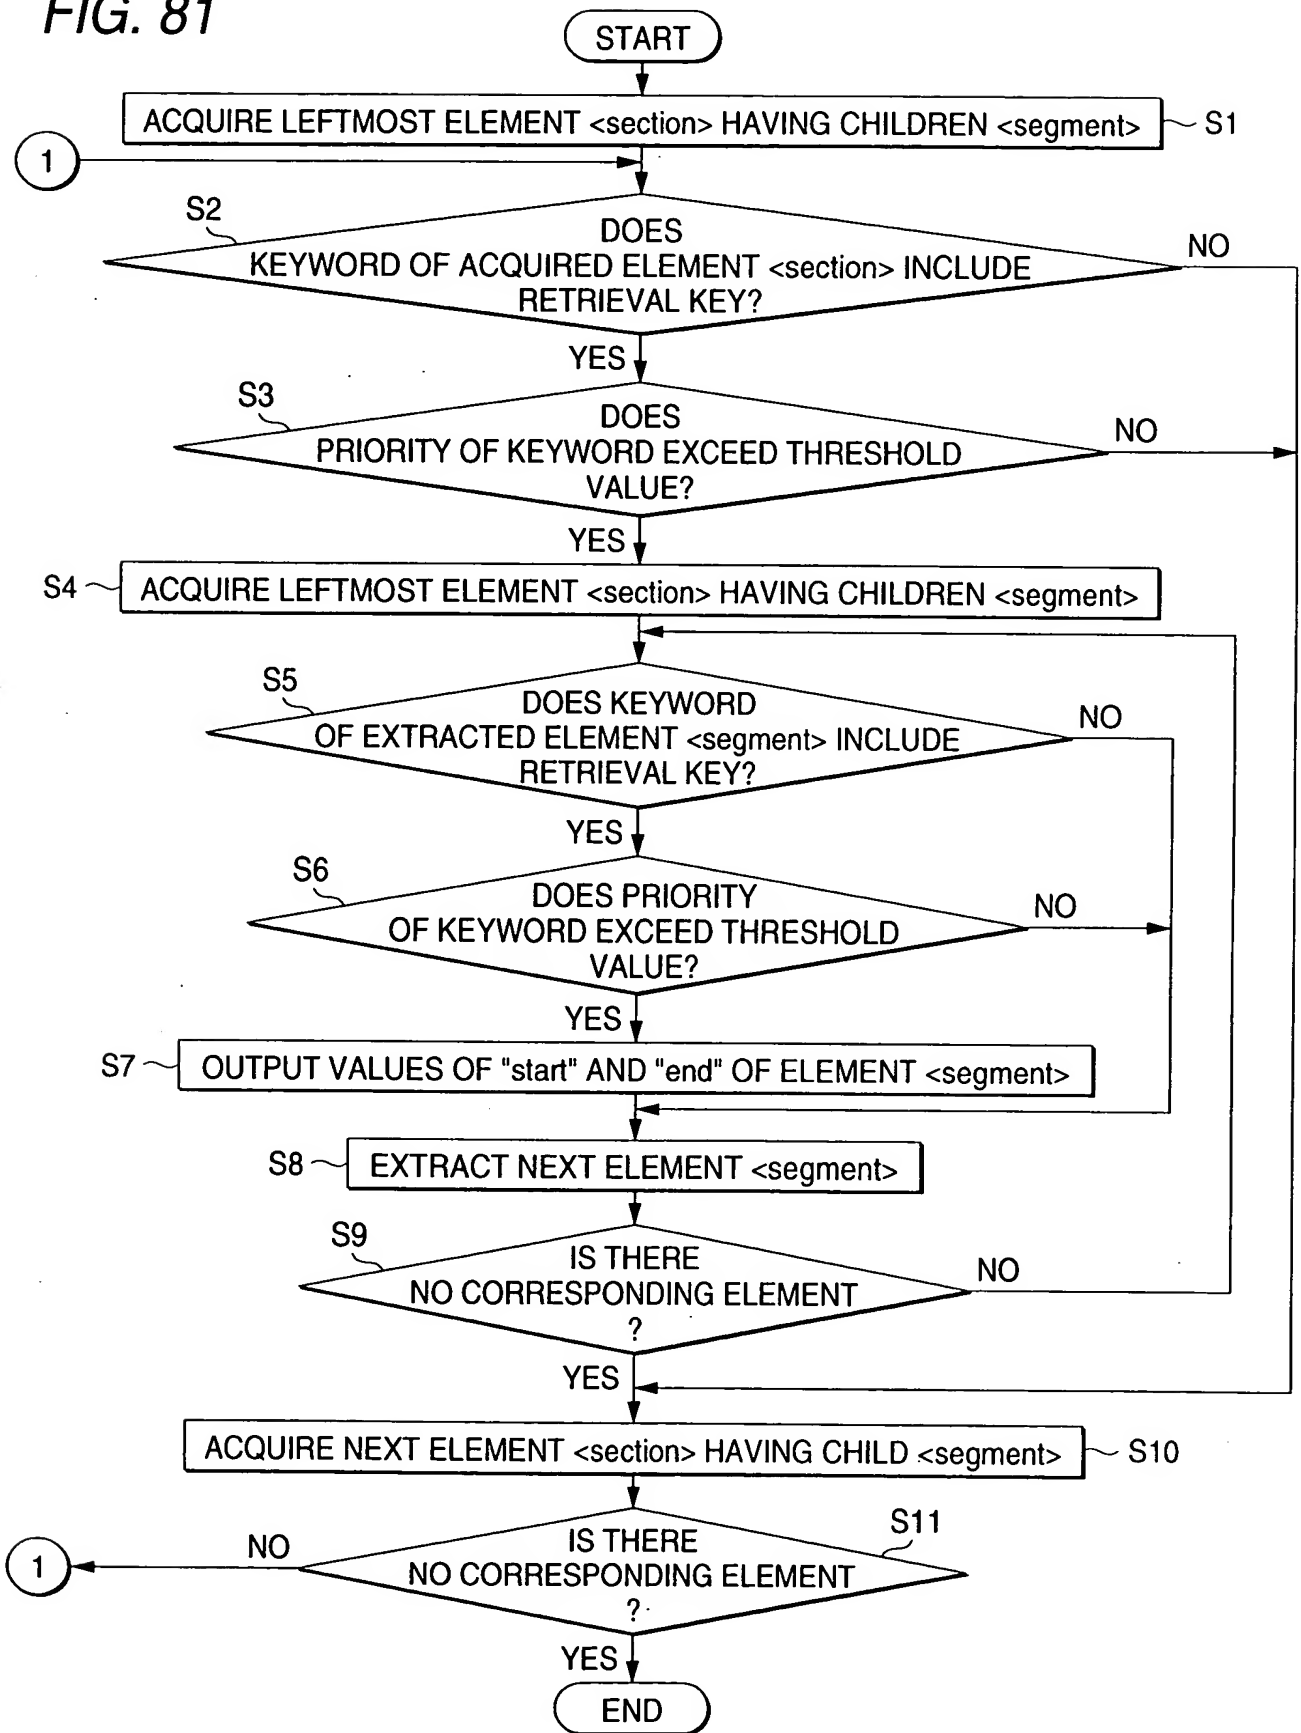 FIG. 81
START
ACQUIRE LEFTMOST ELEMENT <section> HAVING CHILDREN <segment>
S1
1
S2
DOES
KEYWORD OF ACQUIRED ELEMENT <section> INCLUDE
RETRIEVAL KEY?
NO
YES
S3
DOES
PRIORITY OF KEYWORD EXCEED THRESHOLD
VALUE?
NO
YES
S4
ACQUIRE LEFTMOST ELEMENT <section> HAVING CHILDREN <segment>
S5
DOES KEYWORD
OF EXTRACTED ELEMENT <segment> INCLUDE
RETRIEVAL KEY?
NO
YES
S6
DOES PRIORITY
OF KEYWORD EXCEED THRESHOLD
VALUE?
NO
YES
S7
OUTPUT VALUES OF "start" AND "end" OF ELEMENT <segment>
S8
EXTRACT NEXT ELEMENT <segment>
S9
IS THERE
NO CORRESPONDING ELEMENT
?
NO
YES
ACQUIRE NEXT ELEMENT <section> HAVING CHILD <segment>
S10
S11
IS THERE
NO CORRESPONDING ELEMENT
?
NO
1
YES
END